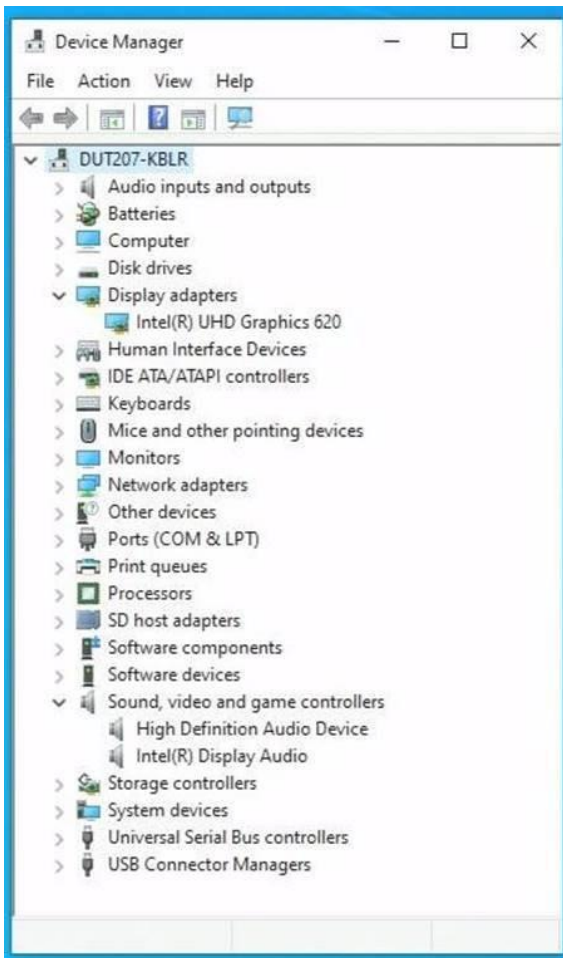 Device Manager
File Action View Help
DUT207-KBLR
Audio inputs and outputs
Batteries
Computer
Disk drives
Display adapters
Intel(R) UHD Graphics 620
Human Interface Devices
IDE ATA/ATAPI controllers
Keyboards
Mice and other pointing devices
Monitors
Network adapters
Other devices
Ports (COM & LPT)
Print queues
Processors
SD host adapters
Software components
Software devices
Sound, video and game controllers
High Definition Audio Device
Intel(R) Display Audio
Storage controllers
System devices
Universal Serial Bus controllers
USB Connector Managers